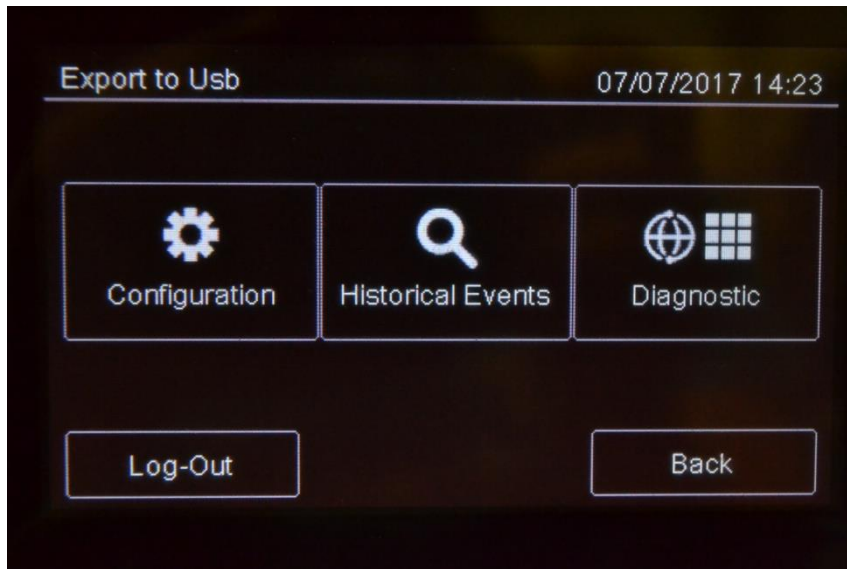 Export to Usb 07/07/2017 14:23
Configuration Historical Events Diagnostic
Log-Out Back